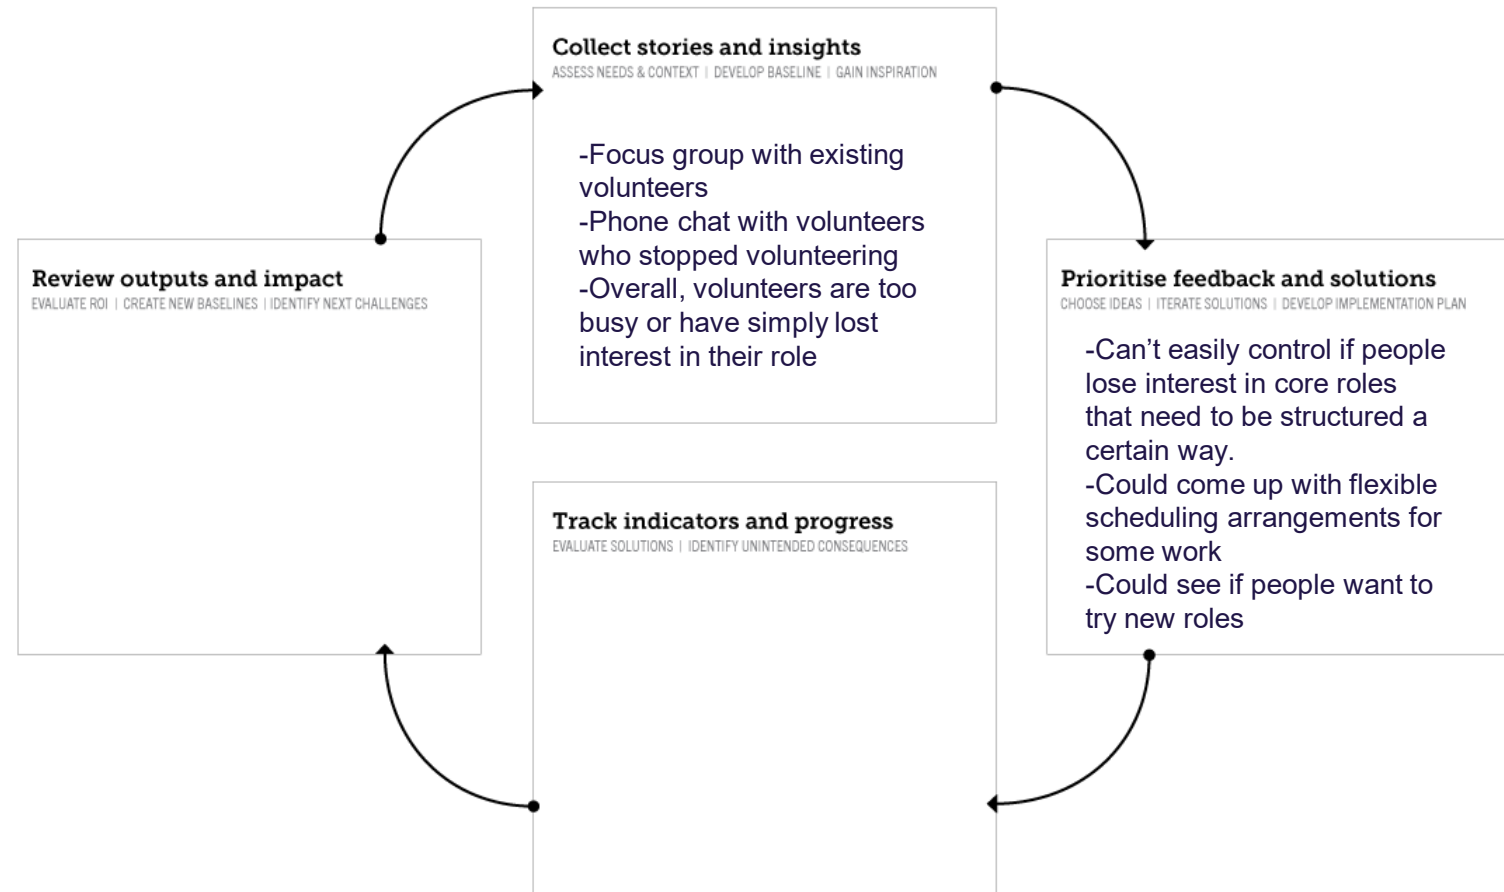 Collect stories and insights
ASSESS NEEDS & CONTEXT | DEVELOP BASELINE | GAIN INSPIRATION
-Focus group with existing
volunteers
-Phone chat with volunteers
who stopped volunteering
-Overall, volunteers are too
busy or have simply lost
interest in their role
Prioritise feedback and solutions
CHOOSE IDEAS | ITERATE SOLUTIONS | DEVELOP IMPLEMENTATION PLAN
-Can’t easily control if people
lose interest in core roles
that need to be structured a
certain way.
-Could come up with flexible
scheduling arrangements for
some work
-Could see if people want to
try new roles
Track indicators and progress
EVALUATE SOLUTIONS | IDENTIFY UNINTENDED CONSEQUENCES
Review outputs and impact
EVALUATE ROI | CREATE NEW BASELINES | IDENTIFY NEXT CHALLENGES